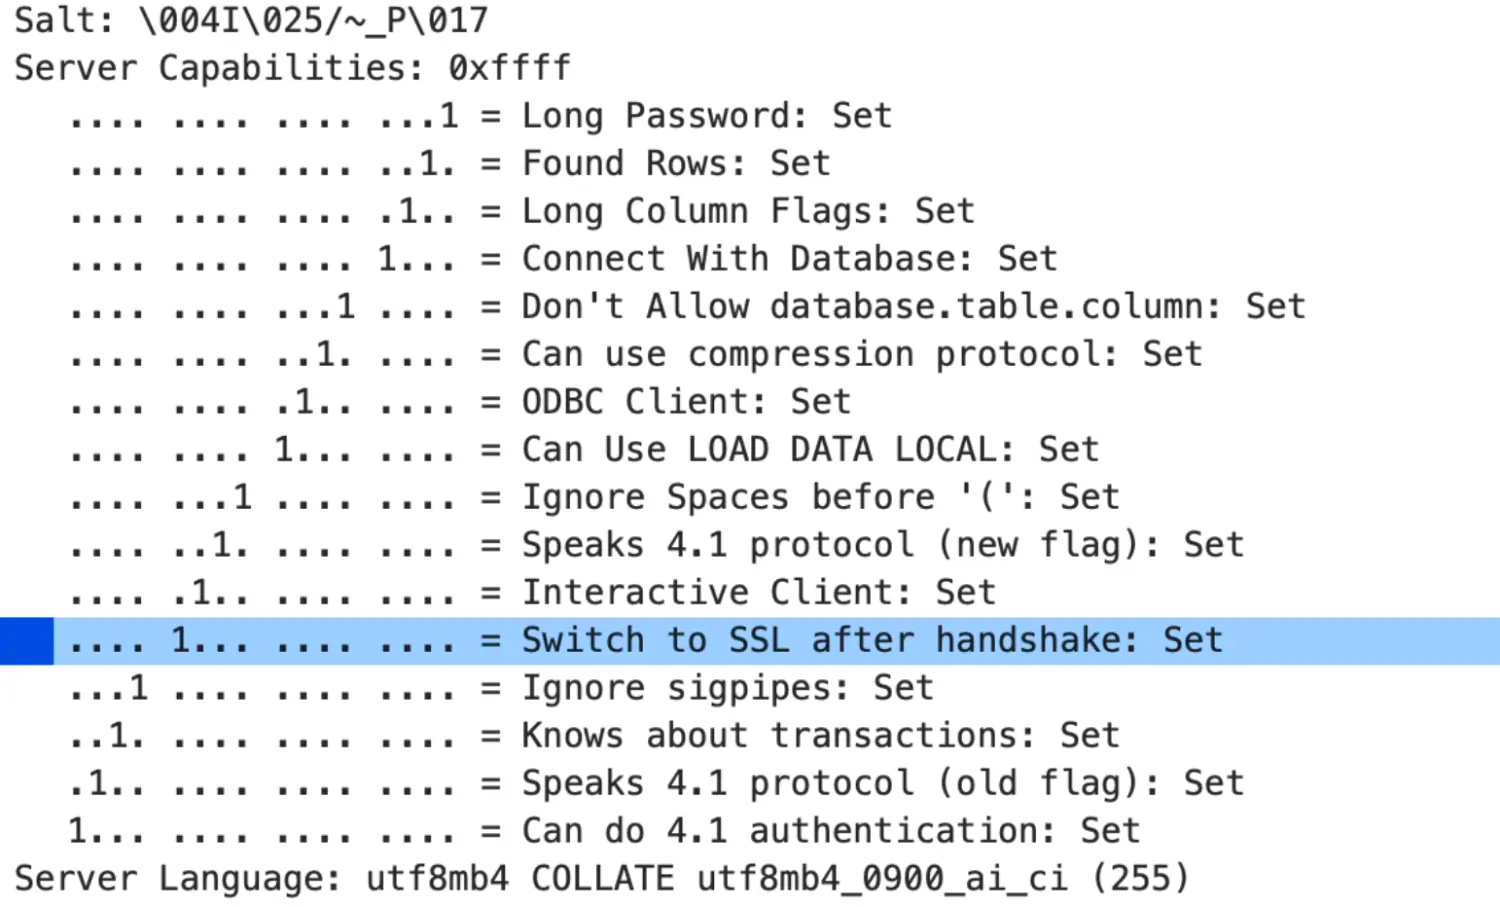 Salt: \004I\025/~_P\017
Server Capabilities: 0xffff
.... .... .... ...1 = Long Password: Set
.... .... .... ..1. = Found Rows: Set
.... .... .... .1.. = Long Column Flags: Set
.... .... .... 1... = Connect With Database: Set
.... .... ...1 .... = Don't Allow database.table.column: Set
.... .... ..1. .... = Can use compression protocol: Set
.... .... .1.. .... = ODBC Client: Set
.... .... 1... .... = Can Use LOAD DATA LOCAL: Set
.... ...1 .... .... = Ignore Spaces before '(': Set
.... ..1. .... .... = Speaks 4.1 protocol (new flag): Set
.... .1.. .... .... = Interactive Client: Set
.... 1... .... .... = Switch to SSL after handshake: Set
...1 .... .... .... = Ignore sigpipes: Set
..1. .... .... .... = Knows about transactions: Set
.1.. .... .... .... = Speaks 4.1 protocol (old flag): Set
1... .... .... .... = Can do 4.1 authentication: Set
Server Language: utf8mb4 COLLATE utf8mb4_0900_ai_ci (255)